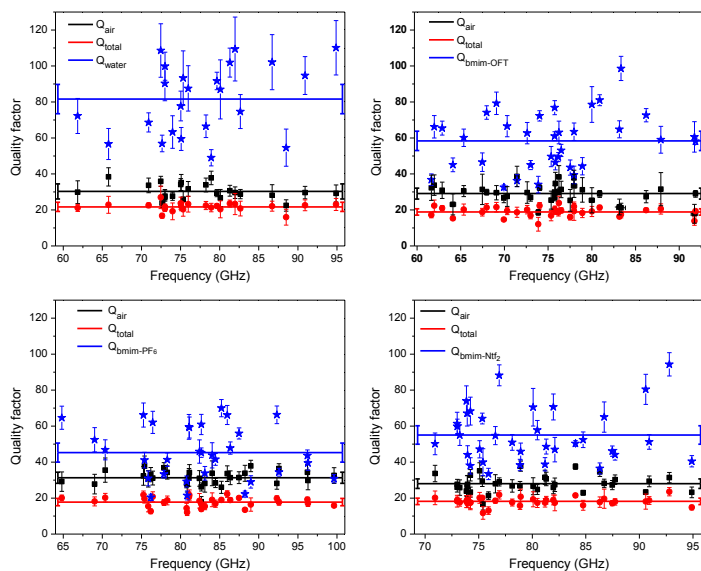 Q_air
Q_total
Q_water
Quality factor
120
100
80
60
40
20
0
60 65 70 75 80 85 90 95
Frequency (GHz)
Q_air
Q_total
Q_bmim-OFT
Quality factor
120
100
80
60
40
20
0
60 65 70 75 80 85 90
Frequency (GHz)
Q_air
Q_total
Q_bmim-PF6
Quality factor
120
100
80
60
40
20
0
65 70 75 80 85 90 95 100
Frequency (GHz)
Q_air
Q_total
Q_bmim-Ntf2
Quality factor
120
100
80
60
40
20
0
70 75 80 85 90 95
Frequency (GHz)